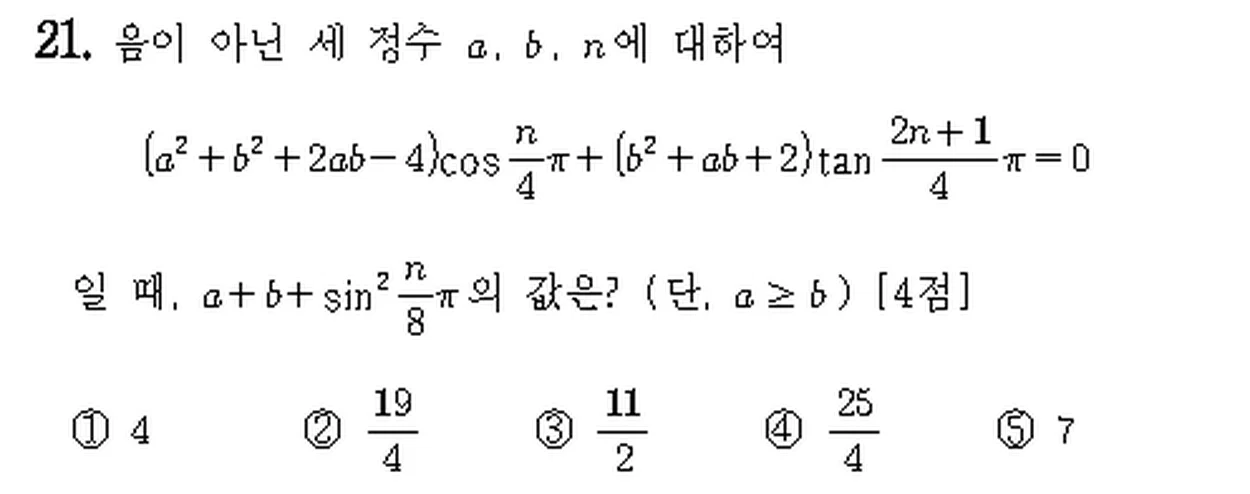 21. 음이 아닌 세 정수 a, b, n에 대하여
(a² + b² + 2ab − 4)cos n/4 π + (b² + ab + 2)tan (2n+1)/4 π = 0
일 때, a + b + sin² n/8 π의 값은? (단, a ≥ b) [4점]
① 4 ② 19/4 ③ 11/2 ④ 25/4 ⑤ 7